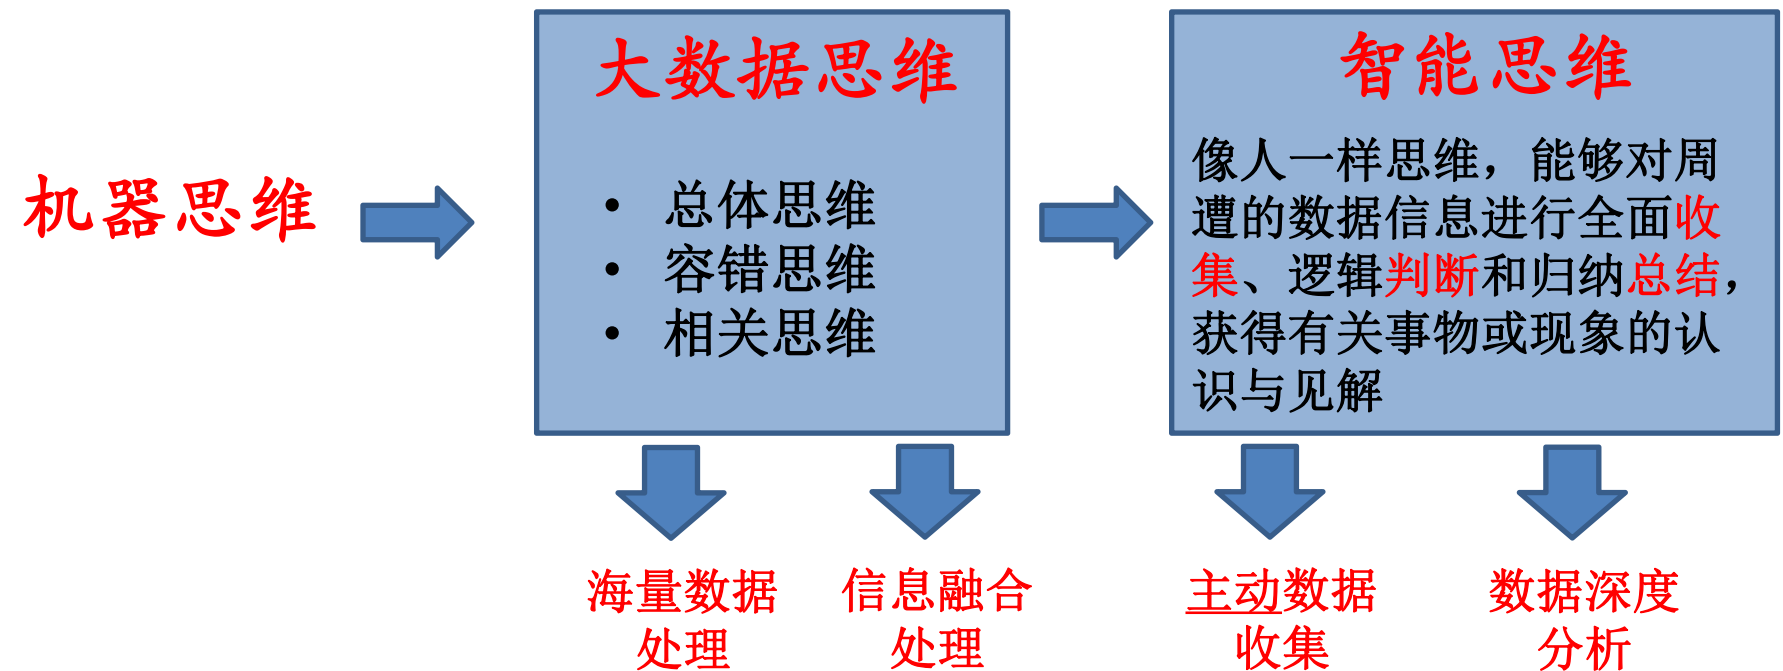 机器思维
大数据思维
• 总体思维
• 容错思维
• 相关思维
智能思维
像人一样思维，能够对周
遭的数据信息进行全面收
集、逻辑判断和归纳总结，
获得有关事物或现象的认
识与见解
海量数据
处理
信息融合
处理
主动数据
收集
数据深度
分析